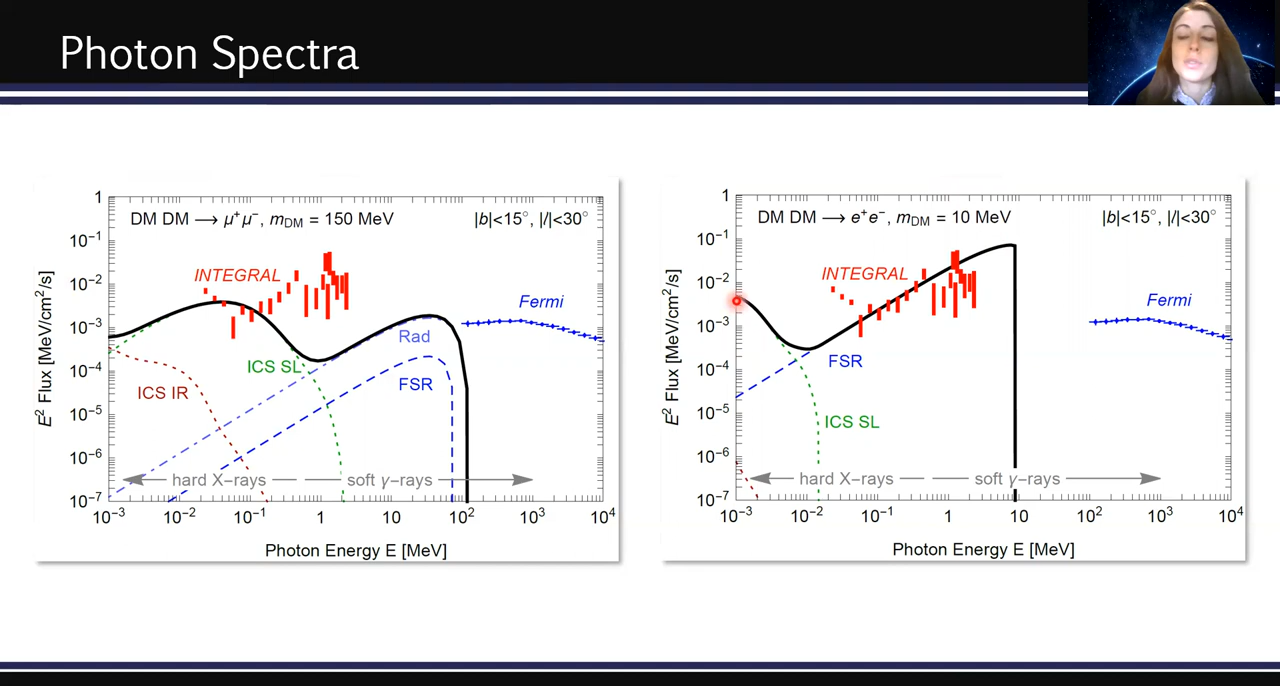 Photon Spectra
DM DM ⟶ μ⁺μ⁻, m_DM = 150 MeV
|b|<15°, |l|<30°
INTEGRAL
Fermi
Rad
ICS SL
FSR
ICS IR
hard X-rays
soft γ-rays
1
10⁻¹
10⁻²
10⁻³
10⁻⁴
10⁻⁵
10⁻⁶
10⁻⁷
E² Flux [MeV/cm²/s]
10⁻³ 10⁻² 10⁻¹ 1 10 10² 10³ 10⁴
Photon Energy E [MeV]
DM DM ⟶ e⁺e⁻, m_DM = 10 MeV
|b|<15°, |l|<30°
INTEGRAL
Fermi
FSR
ICS SL
hard X-rays
soft γ-rays
1
10⁻¹
10⁻²
10⁻³
10⁻⁴
10⁻⁵
10⁻⁶
10⁻⁷
E² Flux [MeV/cm²/s]
10⁻³ 10⁻² 10⁻¹ 1 10 10² 10³ 10⁴
Photon Energy E [MeV]